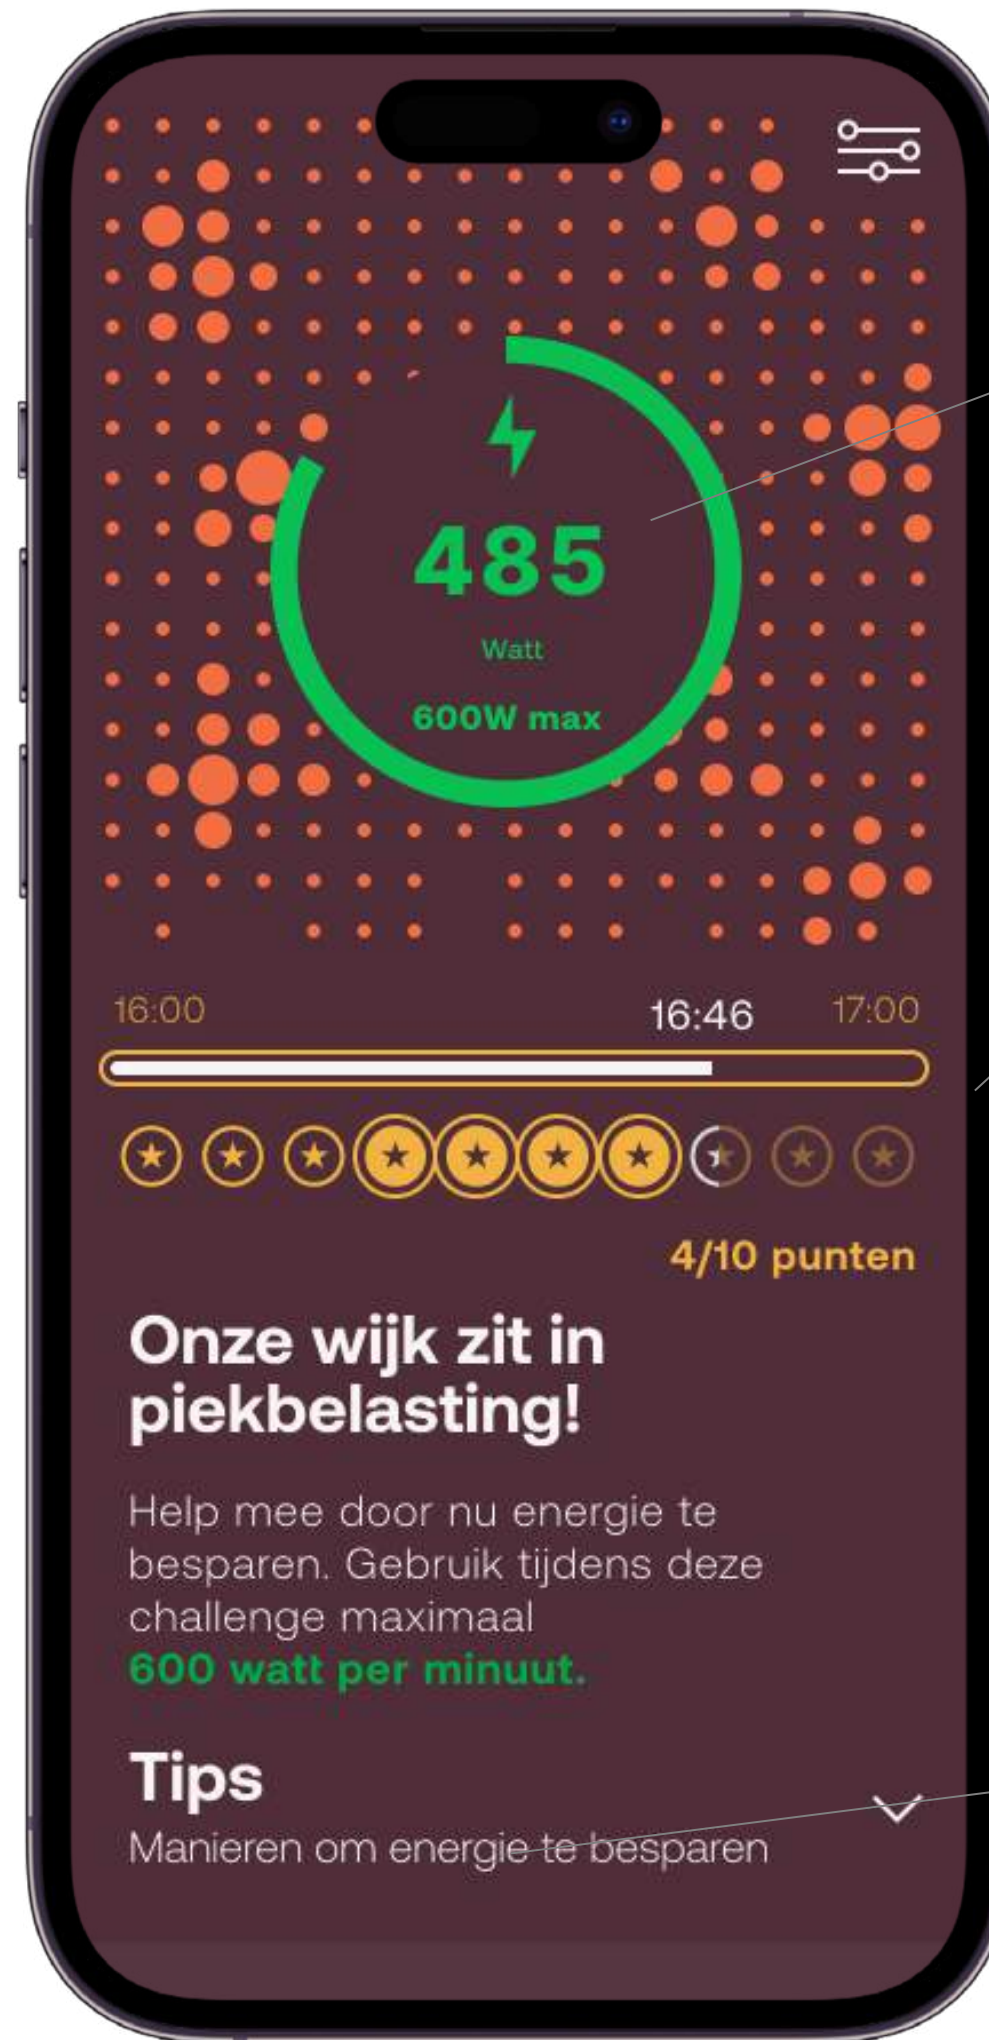 485
Watt
600W max
16:00 16:46 17:00
4/10 punten
Onze wijk zit in
piekbelasting!
Help mee door nu energie te
besparen. Gebruik tijdens deze
challenge maximaal
600 watt per minuut.
Tips
Manieren om energie te besparen